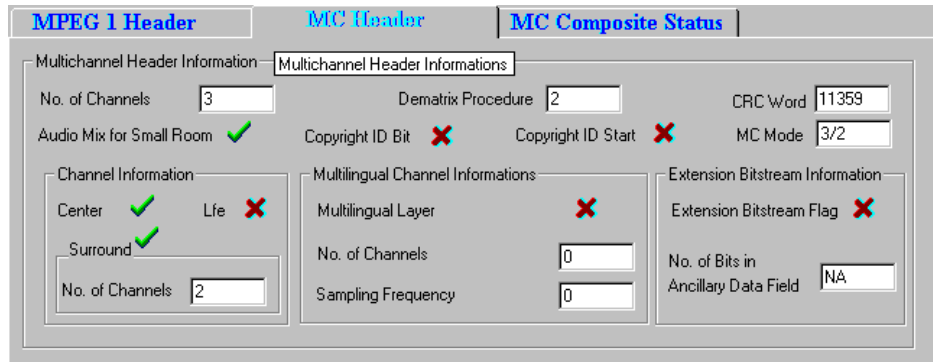 MPEG 1 Header MC Header MC Composite Status
Multichannel Header Information Multichannel Header Informations
No. of Channels 3 Dematrix Procedure 2 CRC Word 11359
Audio Mix for Small Room Copyright ID Bit Copyright ID Start MC Mode 3/2
Channel Information Multilingual Channel Informations Extension Bitstream Information
Center Lfe Multilingual Layer Extension Bitstream Flag
Surround
No. of Channels 0
No. of Bits in
Ancillary Data Field NA
No. of Channels 2 Sampling Frequency 0